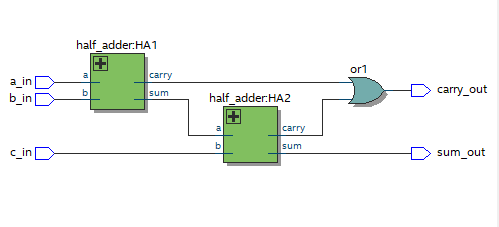 half_adder:HA1
a_in
a
carry
b_in
b
sum
or1
carry_out
half_adder:HA2
a
carry
c_in
b
sum
sum_out